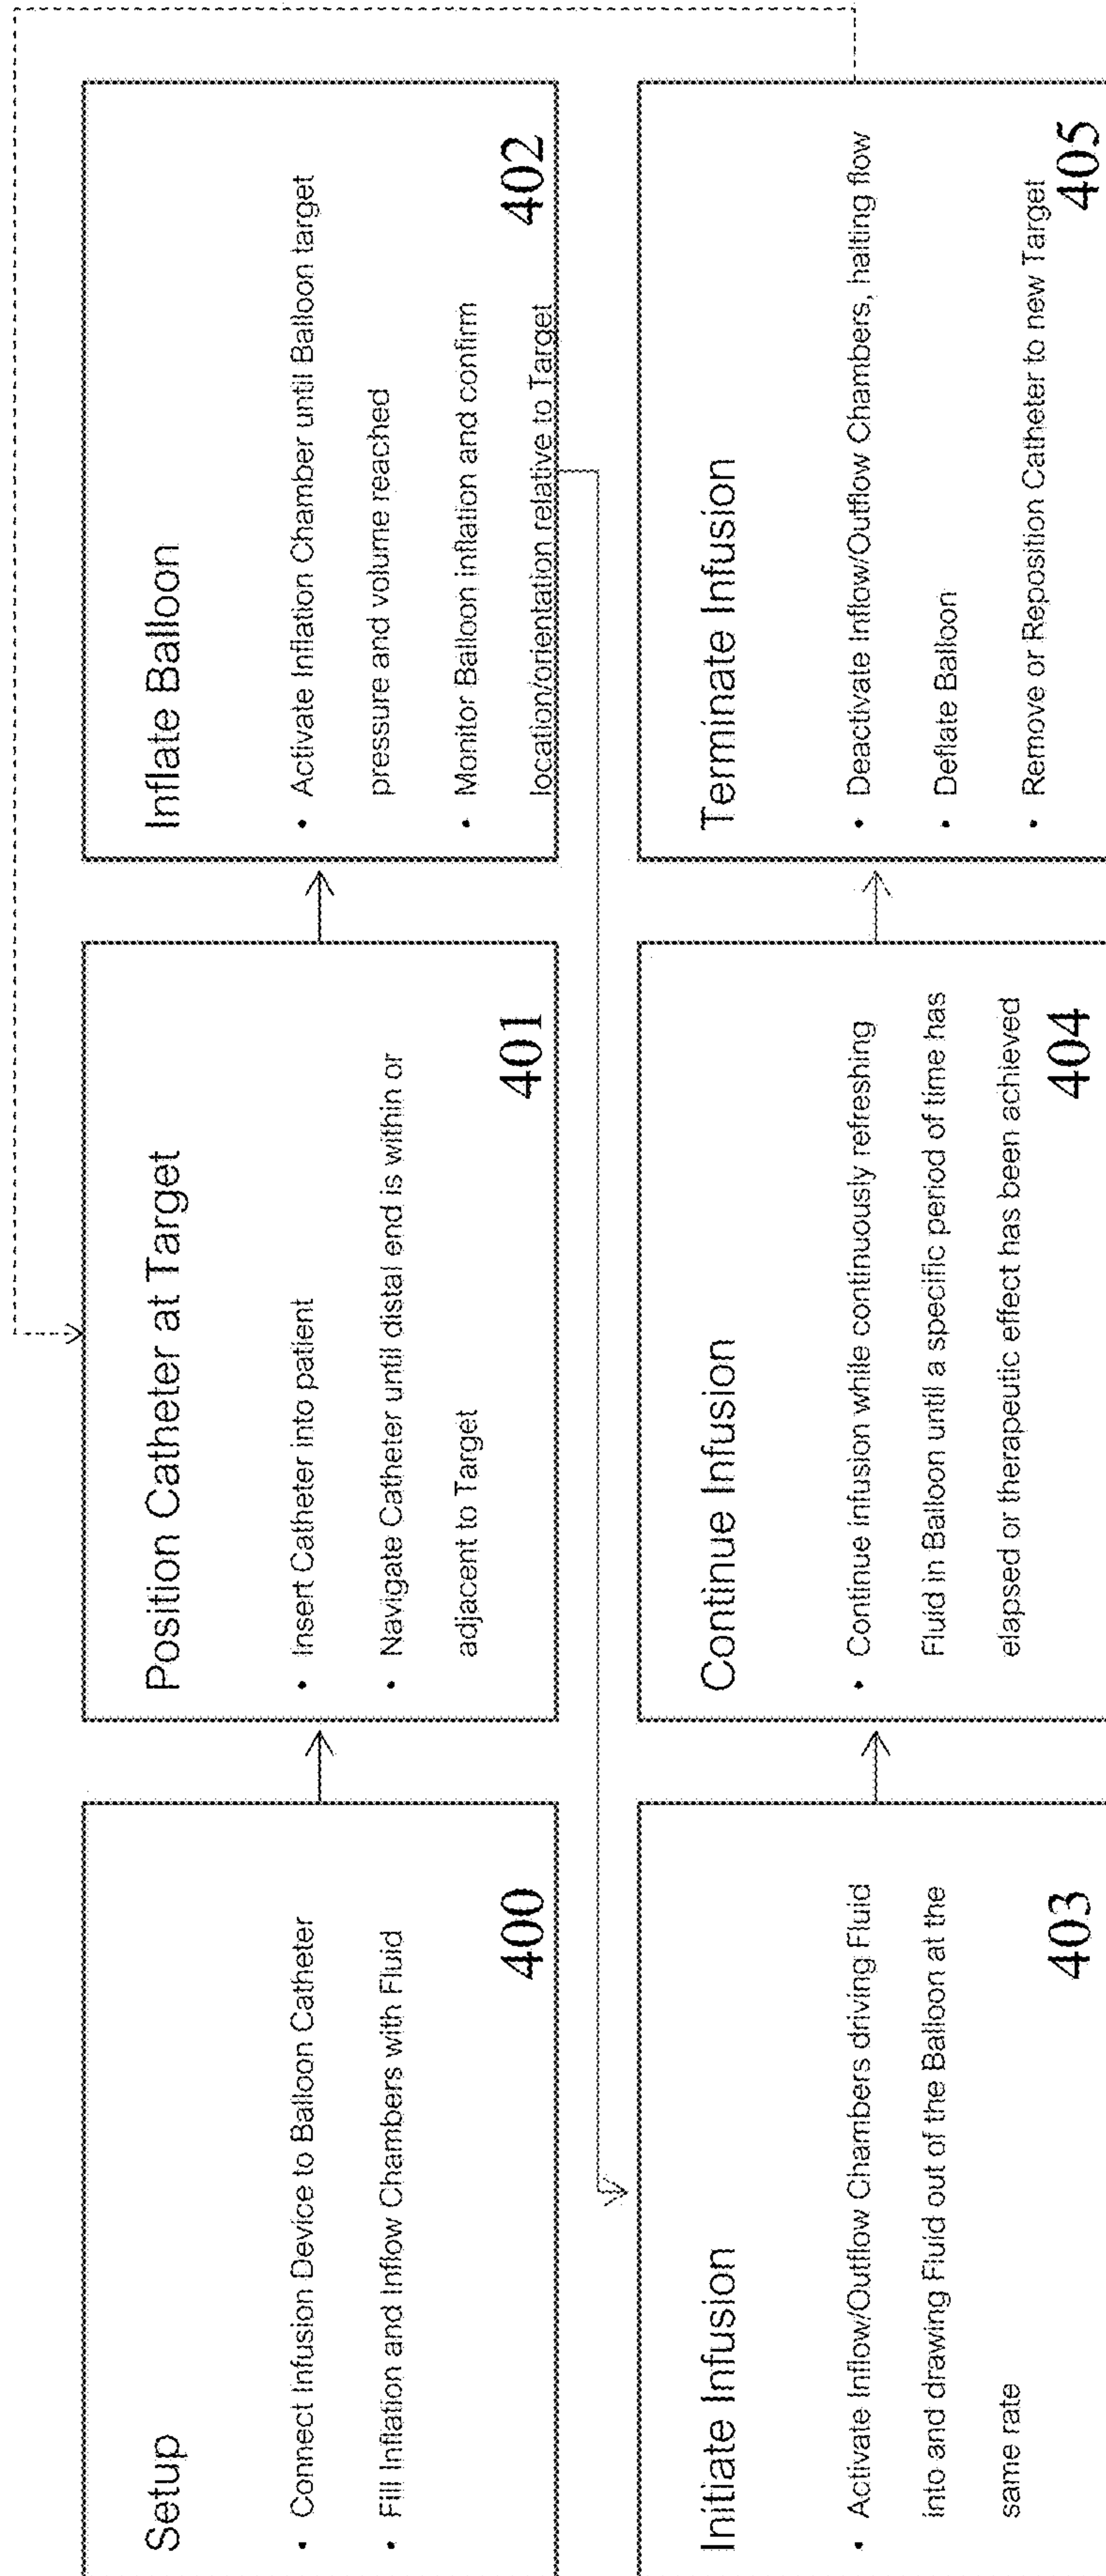 Setup
• Connect Infusion Device to Balloon Catheter
• Fill Inflation and Inflow Chambers with Fluid
400
Position Catheter at Target
• Insert Catheter into patient
• Navigate Catheter until distal end is within or
adjacent to Target
401
Inflate Balloon
• Activate Inflation Chamber until Balloon target
pressure and volume reached
• Monitor Balloon inflation and confirm
location/orientation relative to Target
402
Initiate Infusion
• Activate Inflow/Outflow Chambers driving Fluid
into and drawing Fluid out of the Balloon at the
same rate
403
Continue Infusion
• Continue infusion while continuously refreshing
Fluid in Balloon until a specific period of time has
elapsed or therapeutic effect has been achieved
404
Terminate Infusion
• Deactivate Inflow/Outflow Chambers, halting flow
• Deflate Balloon
• Remove or Reposition Catheter to new Target
405